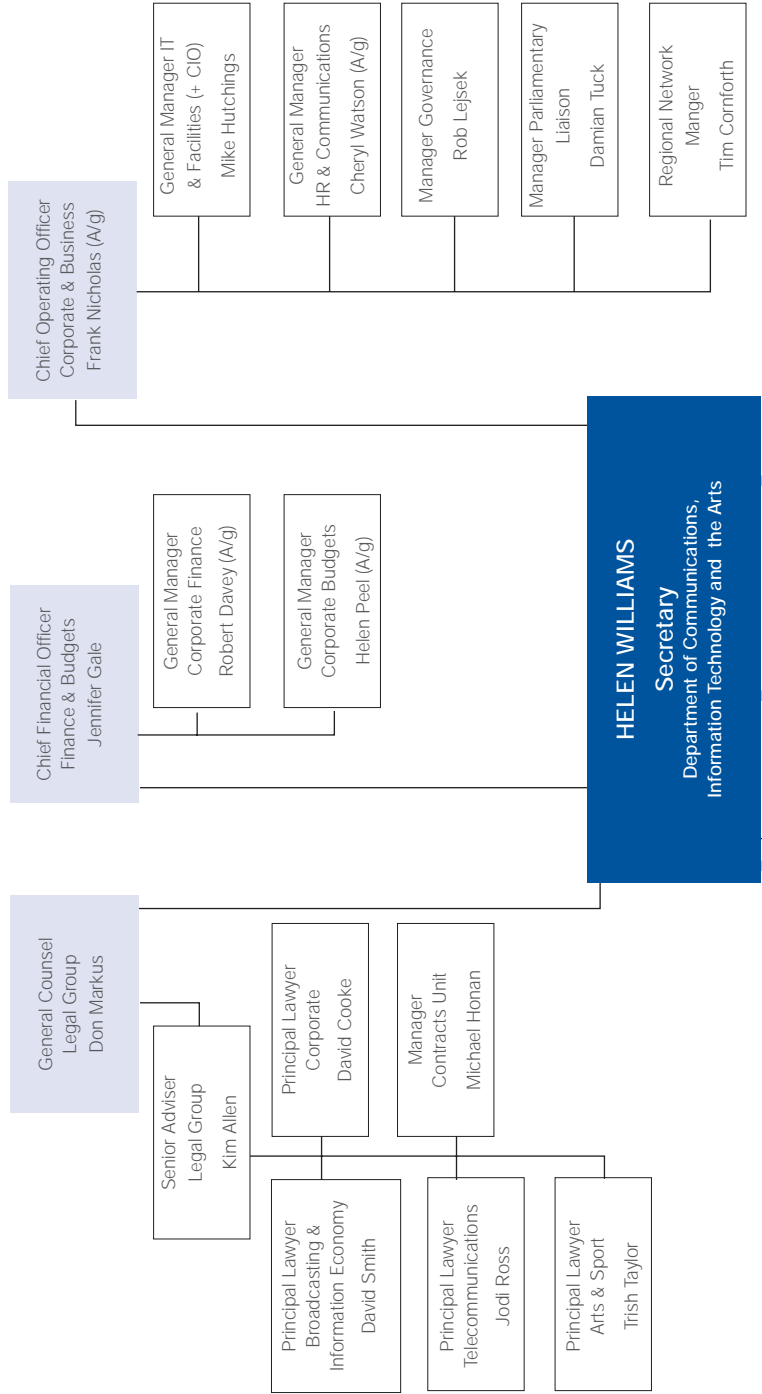 General Counsel
Legal Group
Don Markus
Senior Adviser
Legal Group
Kim Allen
Principal Lawyer
Broadcasting &
Information Economy
David Smith
Principal Lawyer
Corporate
David Cooke
Principal Lawyer
Telecommunications
Jodi Ross
Manager
Contracts Unit
Michael Honan
Principal Lawyer
Arts & Sport
Trish Taylor
Chief Financial Officer
Finance & Budgets
Jennifer Gale
General Manager
Corporate Finance
Robert Davey (A/g)
General Manager
Corporate Budgets
Helen Peel (A/g)
Chief Operating Officer
Corporate & Business
Frank Nicholas (A/g)
General Manager IT
& Facilities (+ CIO)
Mike Hutchings
General Manager
HR & Communications
Cheryl Watson (A/g)
Manager Governance
Rob Lejsek
Manager Parliamentary
Liaison
Damian Tuck
Regional Network
Manger
Tim Cornforth
HELEN WILLIAMS
Secretary
Department of Communications,
Information Technology and the Arts